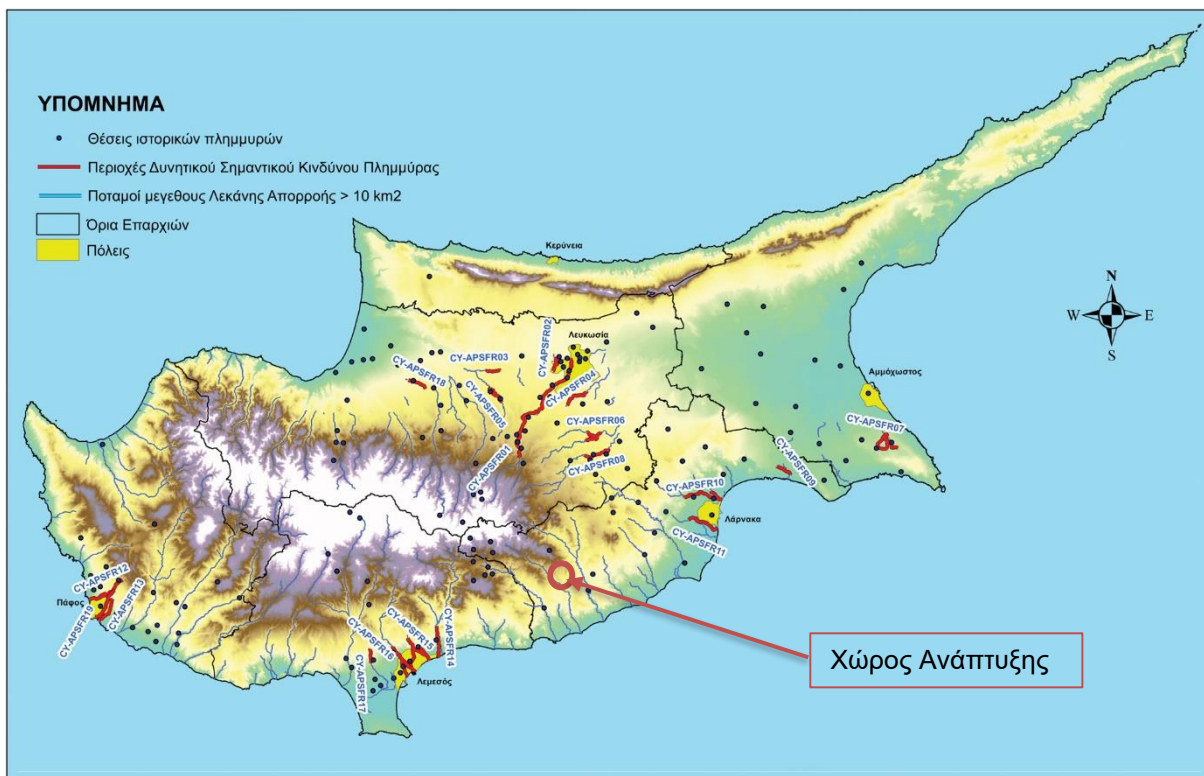 ΥΠΟΜΝΗΜΑ
Θέσεις ιστορικών πλημμυρών
Περιοχές Δυνητικού Σημαντικού Κινδύνου Πλημμύρας
Ποταμοί μεγεθους Λεκάνης Απορροής > 10 km2
Όρια Επαρχιών
Πόλεις
Κερύνεια
N
W
E
S
Λευκωσία
CY-APSFR02
CY-APSFR03
CY-APSFR18
CY-APSFR04
CY-APSFR05
Αμμόχωστος
CY-APSFR06
CY-APSFR07
CY-APSFR01
CY-APSFR08
CY-APSFR09
CY-APSFR10
Λάρνακα
CY-APSFR11
CY-APSFR12
Πάφος
CY-APSFR13
CY-APSFR19
CY-APSFR14
CY-APSFR15
CY-APSFR16
CY-APSFR17
Λεμεσός
Χώρος Ανάπτυξης